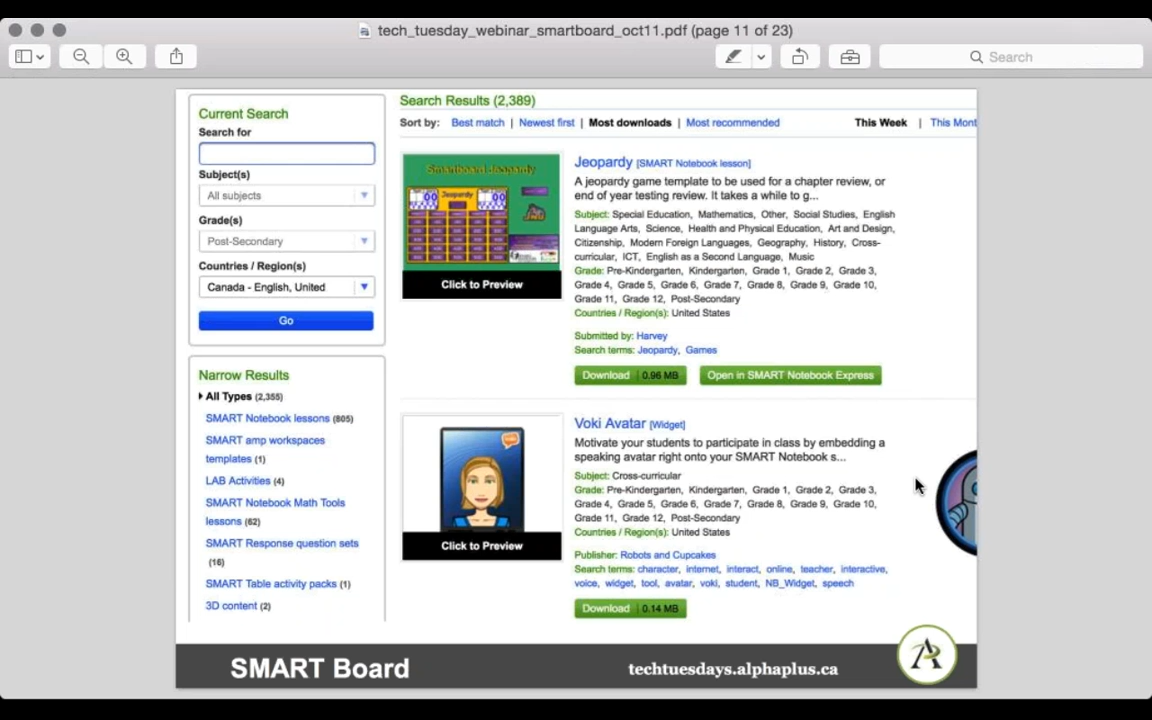 tech_tuesday_webinar_smartboard_oct11.pdf (page 11 of 23)
Search
Current Search
Search for
Subject(s)
All subjects
Grade(s)
Post-Secondary
Countries / Region(s)
Canada - English, United
Go
Narrow Results
All Types (2,355)
SMART Notebook lessons (805)
SMART amp workspaces
templates (1)
LAB Activities (4)
SMART Notebook Math Tools
lessons (62)
SMART Response question sets
(16)
SMART Table activity packs (1)
3D content (2)
Search Results (2,389)
Sort by: Best match | Newest first | Most downloads | Most recommended This Week | This Mont
Smartboard Jeopardy
Jeopardy
Click to Preview
Jeopardy [SMART Notebook lesson]
A jeopardy game template to be used for a chapter review, or
end of year testing review. It takes a while to g...
Subject: Special Education, Mathematics, Other, Social Studies, English
Language Arts, Science, Health and Physical Education, Art and Design,
Citizenship, Modern Foreign Languages, Geography, History, Cross-
curricular, ICT, English as a Second Language, Music
Grade: Pre-Kindergarten, Kindergarten, Grade 1, Grade 2, Grade 3,
Grade 4, Grade 5, Grade 6, Grade 7, Grade 8, Grade 9, Grade 10,
Grade 11, Grade 12, Post-Secondary
Countries / Region(s): United States
Submitted by: Harvey
Search terms: Jeopardy, Games
Download | 0.96 MB
Open in SMART Notebook Express
Click to Preview
Voki Avatar [Widget]
Motivate your students to participate in class by embedding a
speaking avatar right onto your SMART Notebook s...
Subject: Cross-curricular
Grade: Pre-Kindergarten, Kindergarten, Grade 1, Grade 2, Grade 3,
Grade 4, Grade 5, Grade 6, Grade 7, Grade 8, Grade 9, Grade 10,
Grade 11, Grade 12, Post-Secondary
Countries / Region(s): United States
Publisher: Robots and Cupcakes
Search terms: character, internet, interact, online, teacher, interactive,
voice, widget, tool, avatar, voki, student, NB_Widget, speech
Download | 0.14 MB
SMART Board
techtuesdays.alphaplus.ca